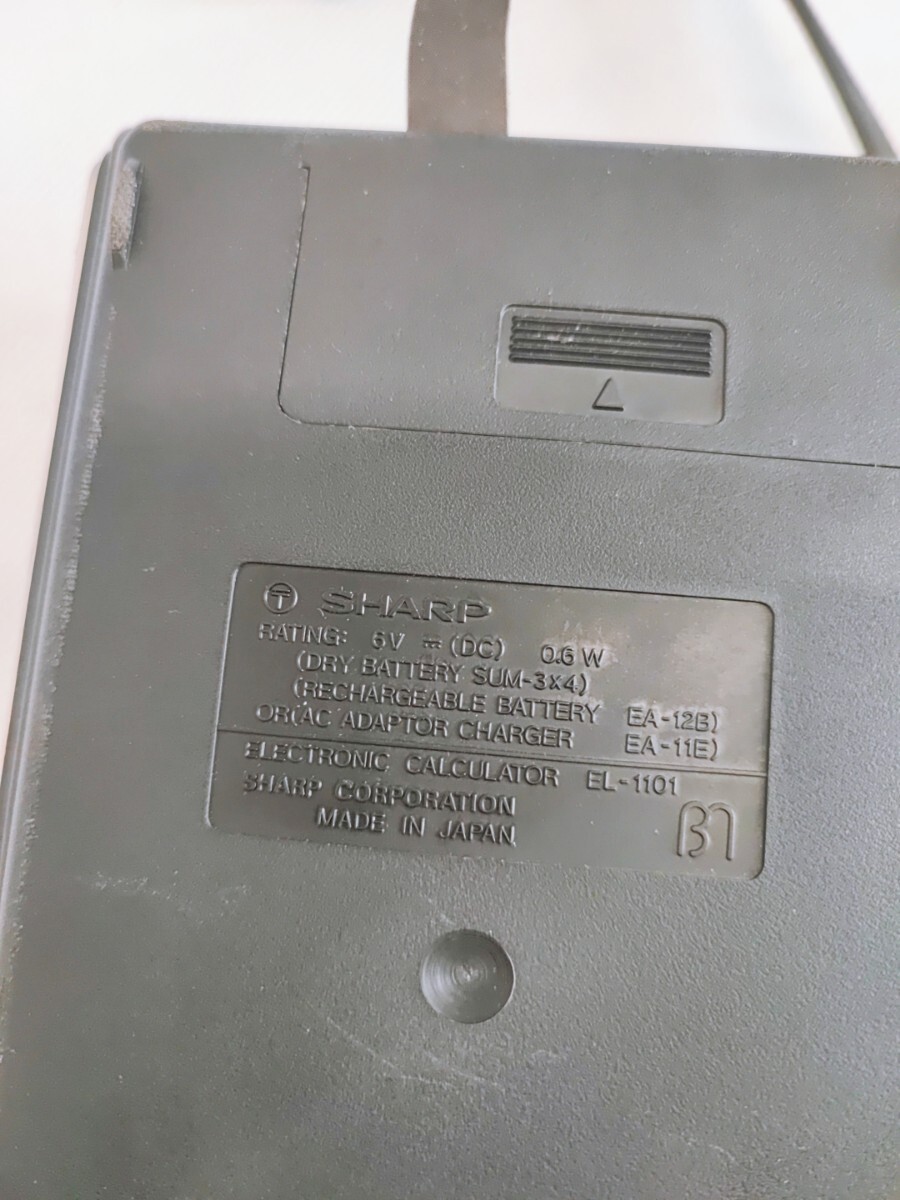 Ⓣ SHARP
RATING: 6V ⎓ (DC) 0.6 W
(DRY BATTERY SUM-3×4)
(RECHARGEABLE BATTERY EA-12B)
OR(AC ADAPTOR CHARGER EA-11E)
ELECTRONIC CALCULATOR EL-1101
SHARP CORPORATION
MADE IN JAPAN